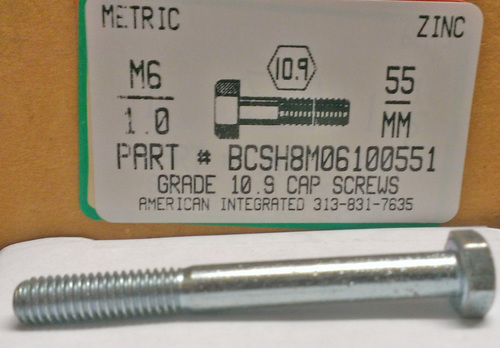 METRIC ZINC
10.9
M6 55
1.0 MM
PART # BCSH8M06100551
GRADE 10.9 CAP SCREWS
AMERICAN INTEGRATED 313-831-7635